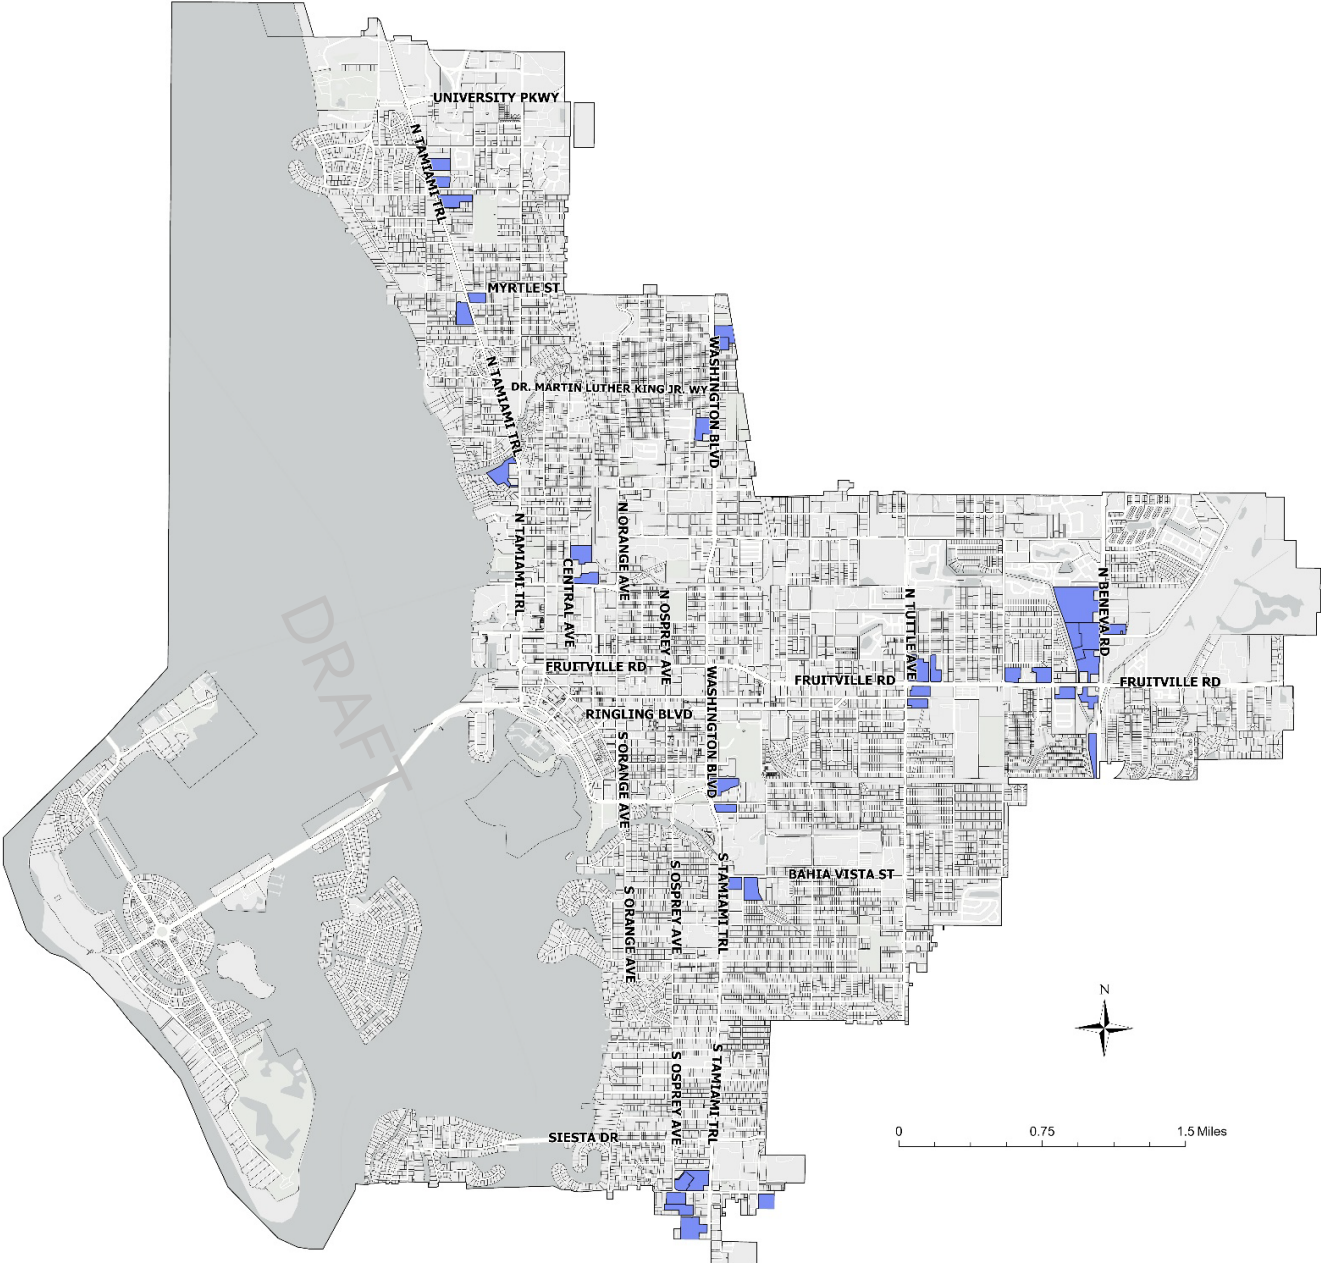 UNIVERSITY PKWY
N TAMIAMI TRL
MYRTLE ST
WASHINGTON BLVD
N TAMIAMI TRL
DR. MARTIN LUTHER KING JR. WY
N TAMIAMI TRL
N ORANGE AVE
CENTRAL AVE
N OSPREY AVE
N TUTTLE AVE
N BENEVA RD
DRAFT
FRUITVILLE RD
WASHINGTON BLVD
FRUITVILLE RD
FRUITVILLE RD
RINGLING BLVD
S ORANGE AVE
S TAMIAMI TRL
S OSPREY AVE
BAHIA VISTA ST
S ORANGE AVE
N
S TAMIAMI TRL
S OSPREY AVE
SIESTA DR
0 0.75 1.5 Miles